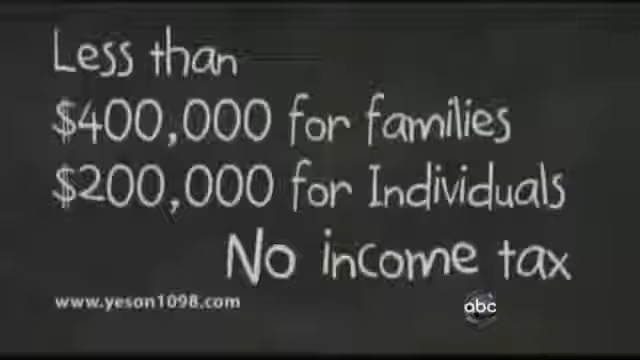 Less than
$400,000 for families
$200,000 for Individuals
No income tax
www.yeson1098.com
abc